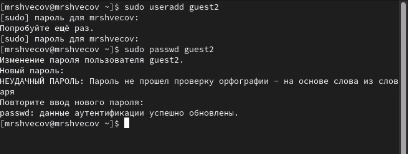 [mrshvecov@mrshvecov ~]$ sudo useradd guest2
[sudo] пароль для mrshvecov:
Попробуйте ещё раз.
[sudo] пароль для mrshvecov:
[mrshvecov@mrshvecov ~]$ sudo passwd guest2
Изменение пароля пользователя guest2.
Новый пароль:
НЕУДАЧНЫЙ ПАРОЛЬ: Пароль не прошел проверку орфографии - на основе слова из слов
аря
Повторите ввод нового пароля:
passwd: данные аутентификации успешно обновлены.
[mrshvecov@mrshvecov ~]$